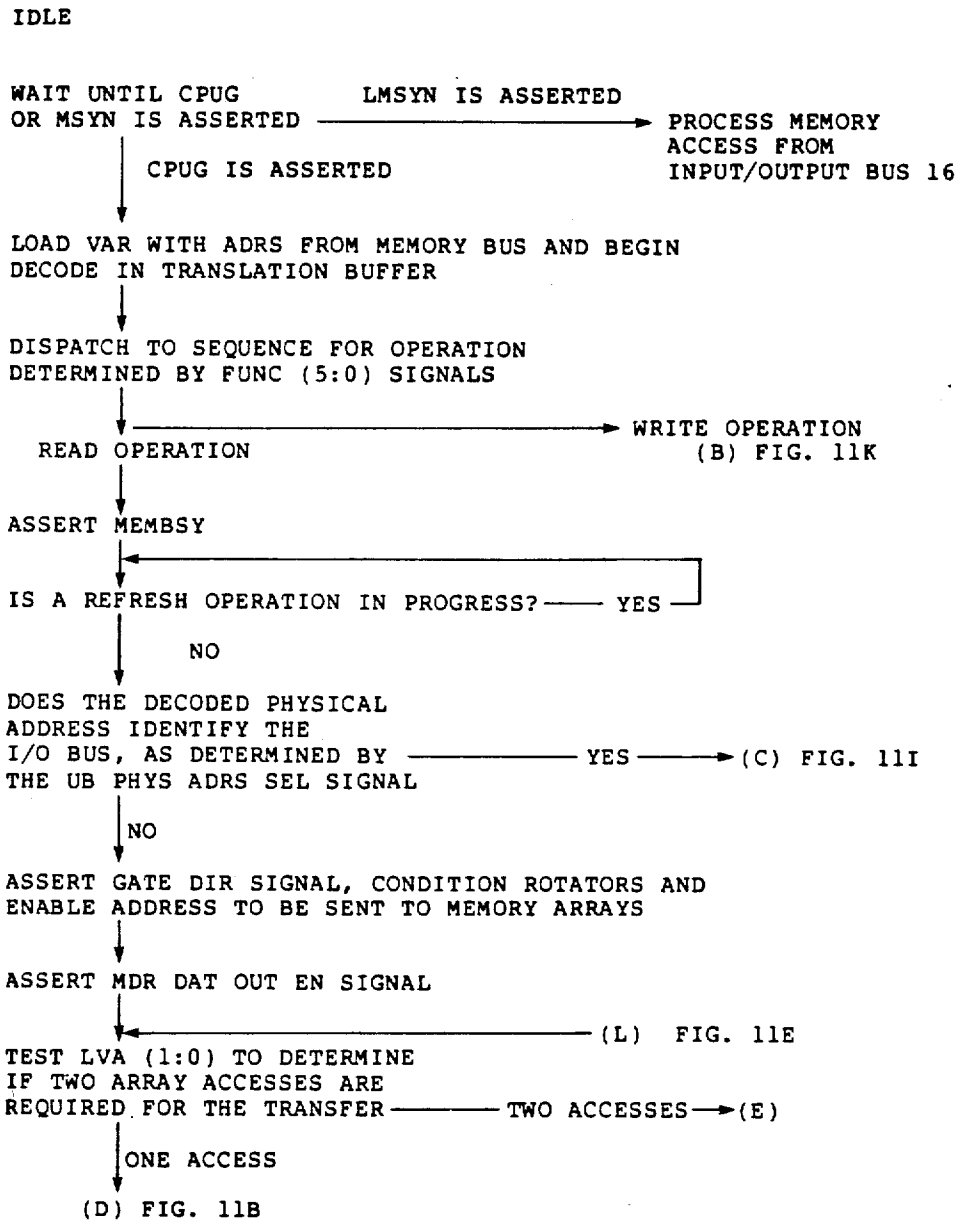 IDLE
WAIT UNTIL CPUG LMSYN IS ASSERTED
OR MSYN IS ASSERTED PROCESS MEMORY
ACCESS FROM
CPUG IS ASSERTED INPUT/OUTPUT BUS 16
LOAD VAR WITH ADRS FROM MEMORY BUS AND BEGIN
DECODE IN TRANSLATION BUFFER
DISPATCH TO SEQUENCE FOR OPERATION
DETERMINED BY FUNC (5:0) SIGNALS
WRITE OPERATION
READ OPERATION (B) FIG. 11K
ASSERT MEMBSY
IS A REFRESH OPERATION IN PROGRESS? YES
NO
DOES THE DECODED PHYSICAL
ADDRESS IDENTIFY THE
I/O BUS, AS DETERMINED BY YES (C) FIG. 11I
THE UB PHYS ADRS SEL SIGNAL
NO
ASSERT GATE DIR SIGNAL, CONDITION ROTATORS AND
ENABLE ADDRESS TO BE SENT TO MEMORY ARRAYS
ASSERT MDR DAT OUT EN SIGNAL
(L) FIG. 11E
TEST LVA (1:0) TO DETERMINE
IF TWO ARRAY ACCESSES ARE
REQUIRED FOR THE TRANSFER TWO ACCESSES (E)
ONE ACCESS
(D) FIG. 11B